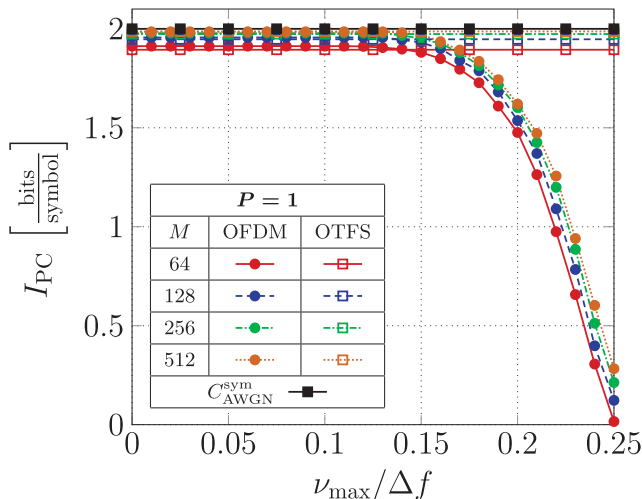 2
1.5
1
0.5
0
I_PC [bits/symbol]
P = 1
M OFDM OTFS
64
128
256
512
C^sym_AWGN
0 0.05 0.1 0.15 0.2 0.25
ν_max/Δf